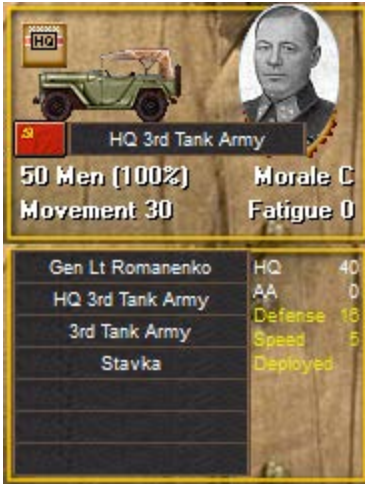 HQ
HQ 3rd Tank Army
50 Men (100%) Morale C
Movement 30 Fatigue 0
Gen Lt Romanenko HQ 40
HQ 3rd Tank Army AA 0
3rd Tank Army Defense 18
Stavka Speed 5
Deployed